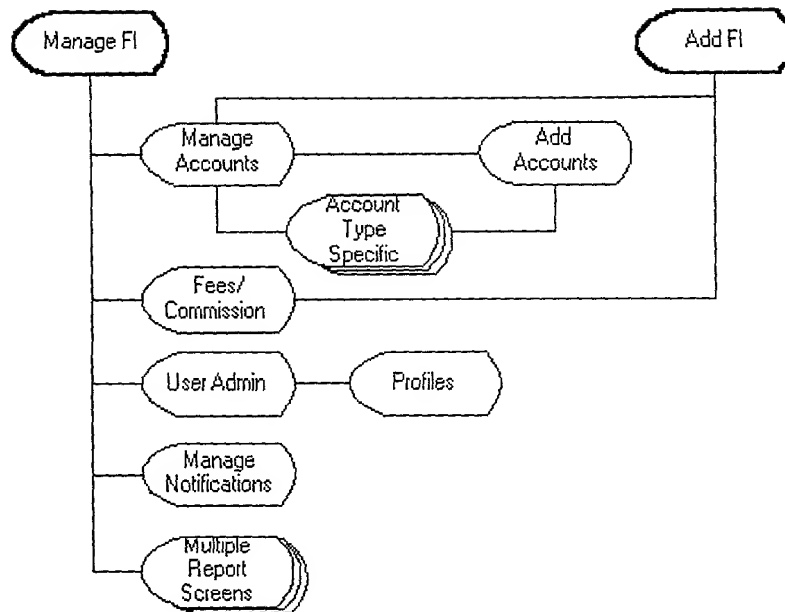 Manage FI
Add FI
Manage
Accounts
Add
Accounts
Account
Type
Specific
Fees/
Commission
User Admin
Profiles
Manage
Notifications
Multiple
Report
Screens